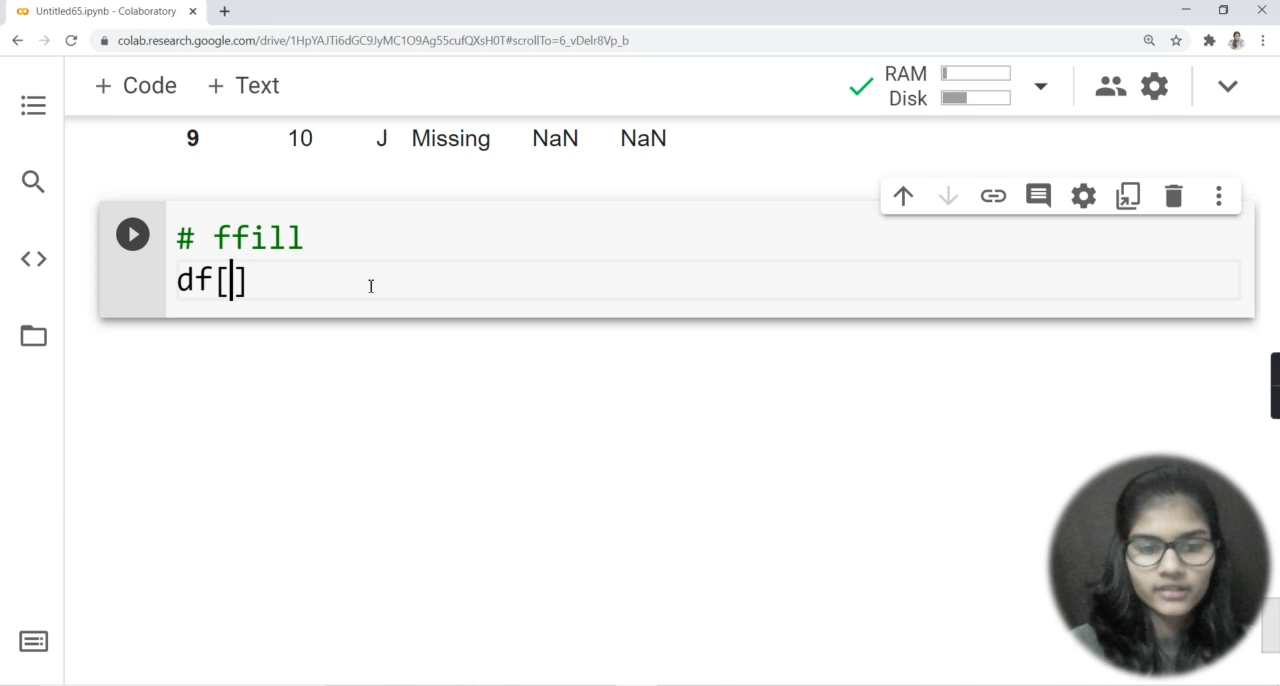 Untitled65.ipynb - Colaboratory
colab.research.google.com/drive/1HpYAJTi6dGC9JyMC1O9Ag55cufQXsH0T#scrollTo=6_vDelr8Vp_b
+ Code + Text
RAM
Disk
9 10 J Missing NaN NaN
# ffill
df[]